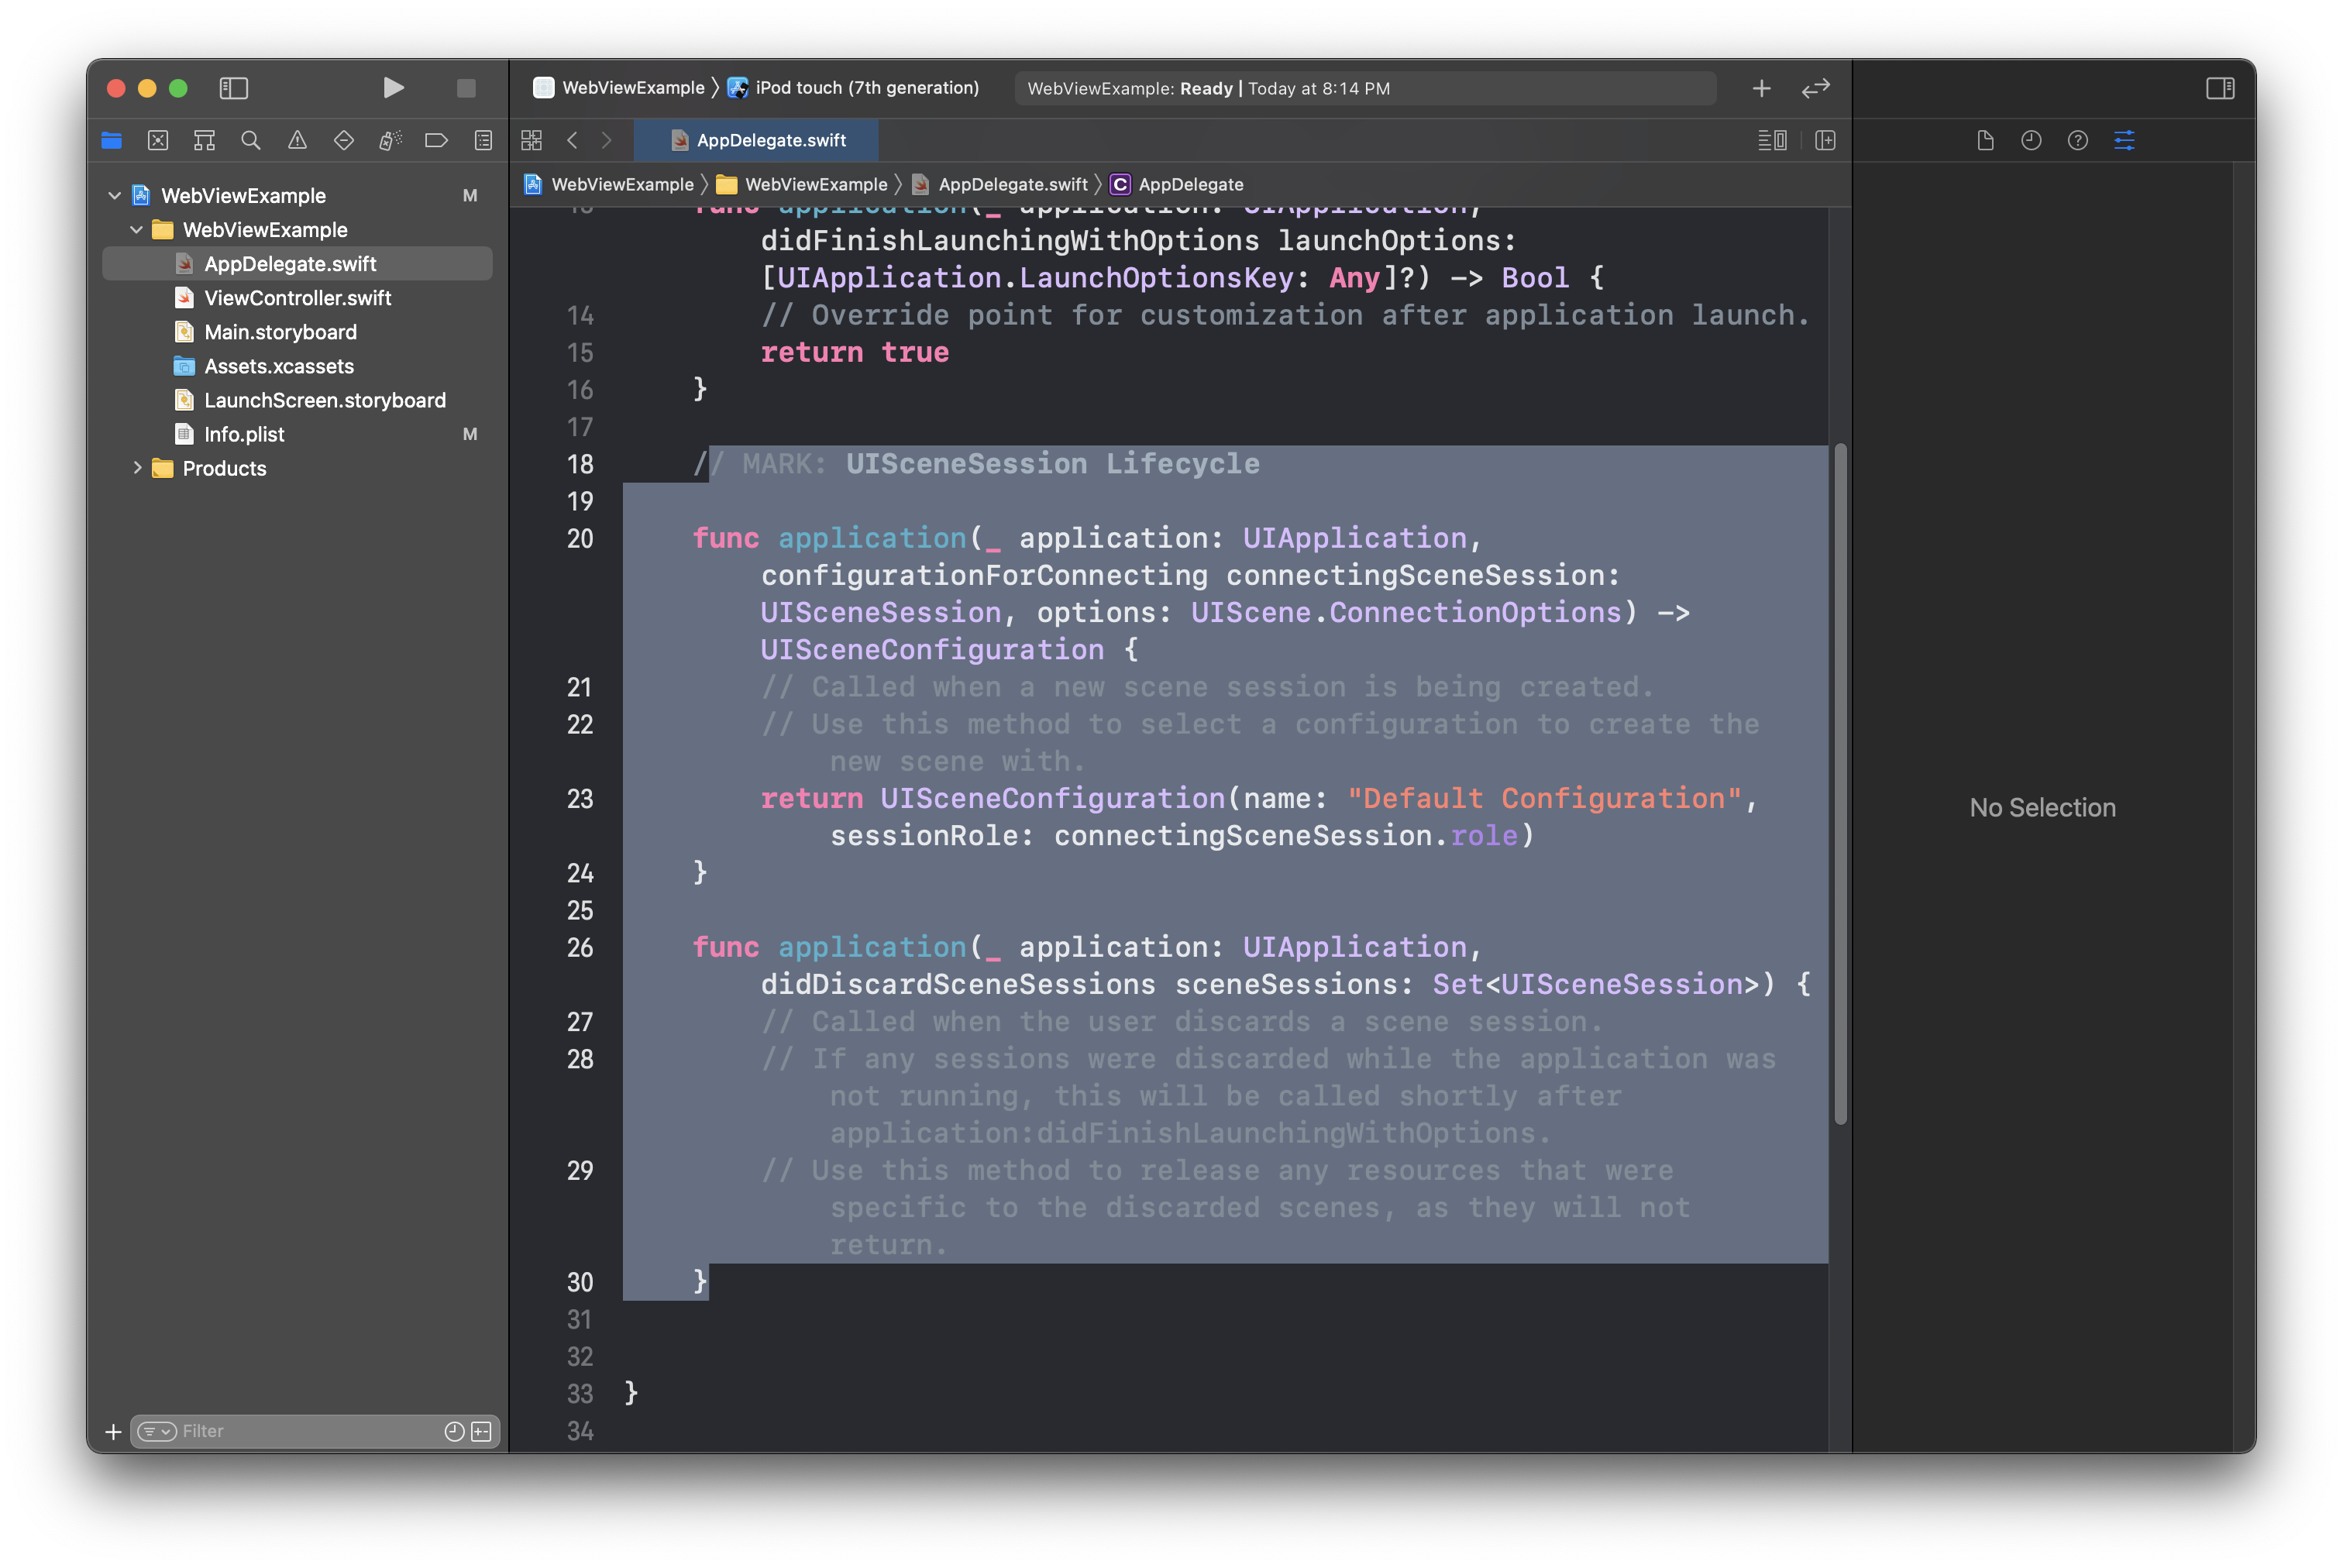 WebViewExample 〉 iPod touch (7th generation)
WebViewExample: Ready | Today at 8:14 PM
AppDelegate.swift
WebViewExample 〉 WebViewExample 〉 AppDelegate.swift 〉 C AppDelegate
WebViewExample M
WebViewExample
AppDelegate.swift
ViewController.swift
Main.storyboard
Assets.xcassets
LaunchScreen.storyboard
Info.plist M
Products
Filter
13 func application(_ application: UIApplication,
didFinishLaunchingWithOptions launchOptions:
[UIApplication.LaunchOptionsKey: Any]?) -> Bool {
14 // Override point for customization after application launch.
15 return true
16 }
17
18 // MARK: UISceneSession Lifecycle
19
20 func application(_ application: UIApplication,
configurationForConnecting connectingSceneSession:
UISceneSession, options: UIScene.ConnectionOptions) ->
UISceneConfiguration {
21 // Called when a new scene session is being created.
22 // Use this method to select a configuration to create the
new scene with.
23 return UISceneConfiguration(name: "Default Configuration",
sessionRole: connectingSceneSession.role)
24 }
25
26 func application(_ application: UIApplication,
didDiscardSceneSessions sceneSessions: Set<UISceneSession>) {
27 // Called when the user discards a scene session.
28 // If any sessions were discarded while the application was
not running, this will be called shortly after
application:didFinishLaunchingWithOptions.
29 // Use this method to release any resources that were
specific to the discarded scenes, as they will not
return.
30 }
31
32
33 }
34
No Selection